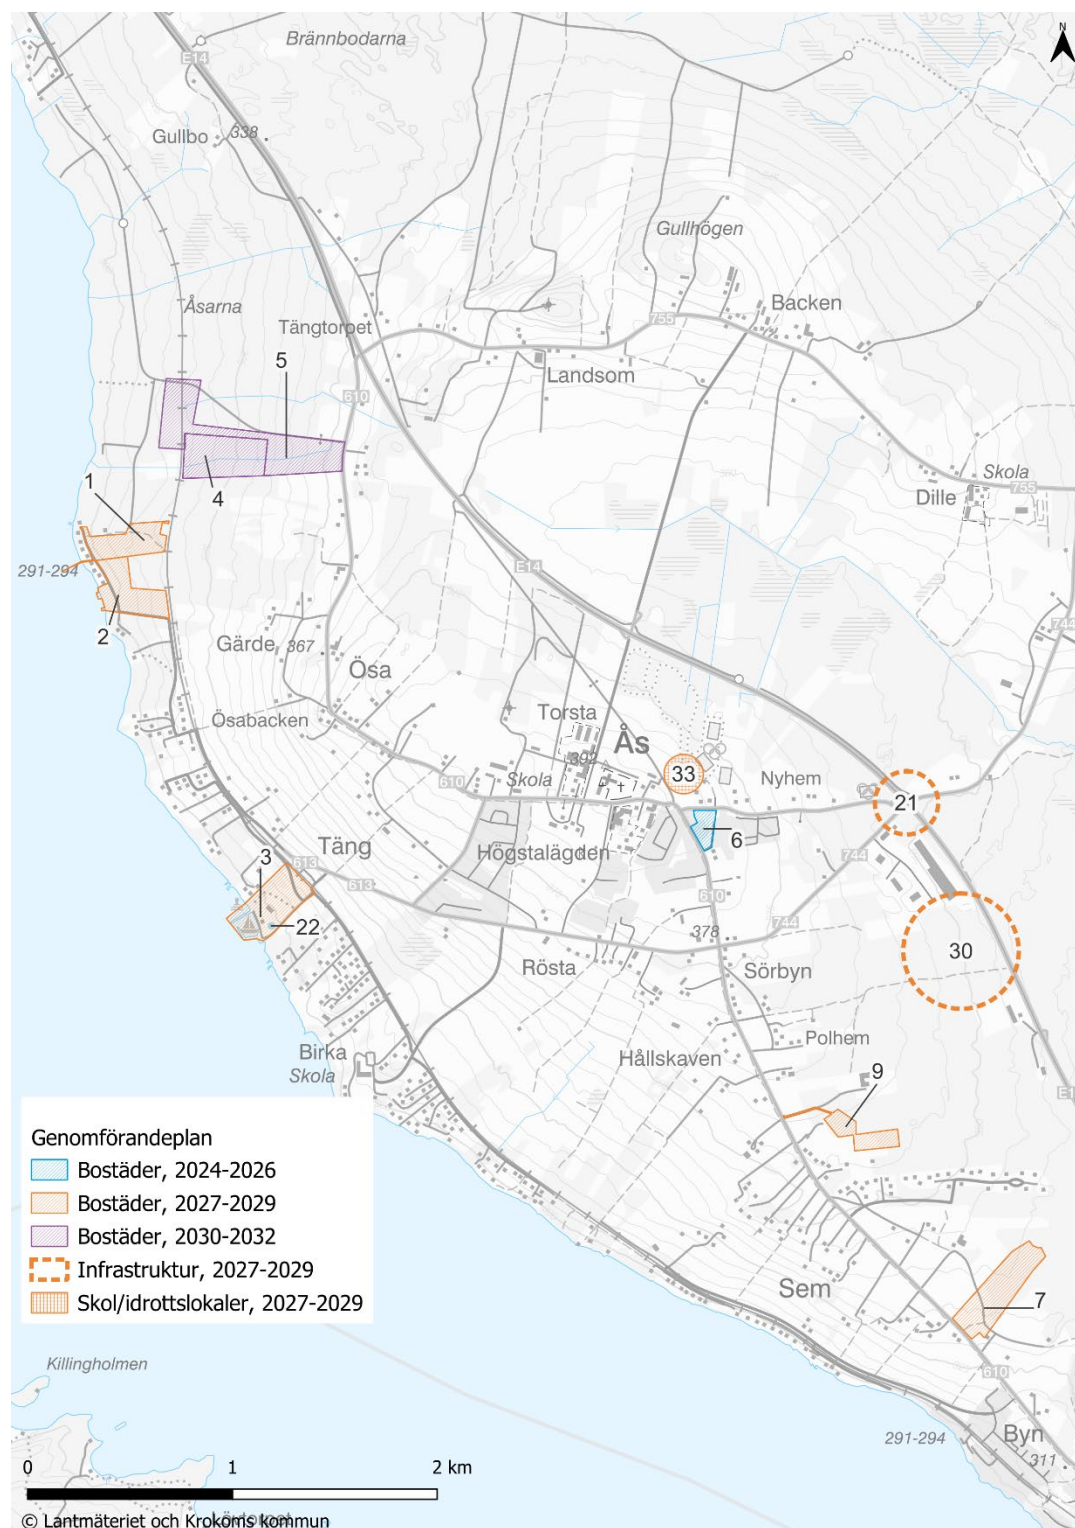 N
Brännbodarna
E14
Gullbo
338
Gullhögen
Åsarna
755
Backen
Tängtorpet
5
Landsom
610
1
4
Skola
Dille
755
291-294
E14
2
744
Gärde
367
Ösa
Ösabacken
Torsta
Ås
392
33
610
Skola
Nyhem
21
6
Täng
Högstalägden
3
613
744
613
610
22
744
378
30
Rösta
Sörbyn
Hållskaven
Polhem
Birka
Skola
9
E1
Genomförandeplan
Bostäder, 2024-2026
Bostäder, 2027-2029
Bostäder, 2030-2032
Infrastruktur, 2027-2029
Skol/idrottslokaler, 2027-2029
Sem
7
Killingholmen
610
291-294
Byn
311
0 1 2 km
© Lantmäteriet och Krokoms kommun
Lövtorpet